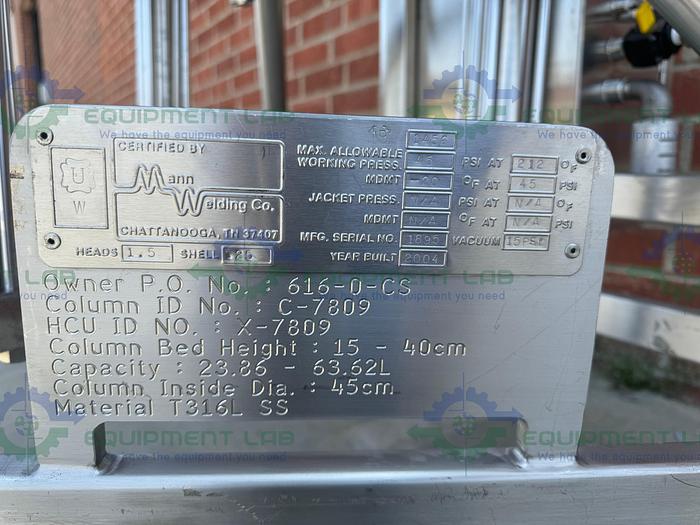 CERTIFIED BY
U
W
Mann
Welding Co.
CHATTANOOGA, TN 37407
HEADS 1.5 SHELL
MAX. ALLOWABLE
WORKING PRESS. 45 PSI AT 212 °F
MDMT -20 °F AT 45 PSI
JACKET PRESS. N/A PSI AT N/A °F
MDMT N/A °F AT N/A PSI
MFG. SERIAL NO. 1895 VACUUM 15PSI
YEAR BUILT 2004
Owner P.O. No. : 616-0-CS
Column ID No. : C-7809
HCU ID NO. : X-7809
Column Bed Height : 15 - 40cm
Capacity : 23.86 - 63.62L
Column Inside Dia. : 45cm
Material T316L SS
EQUIPMENT LAB
We have the equipment you need